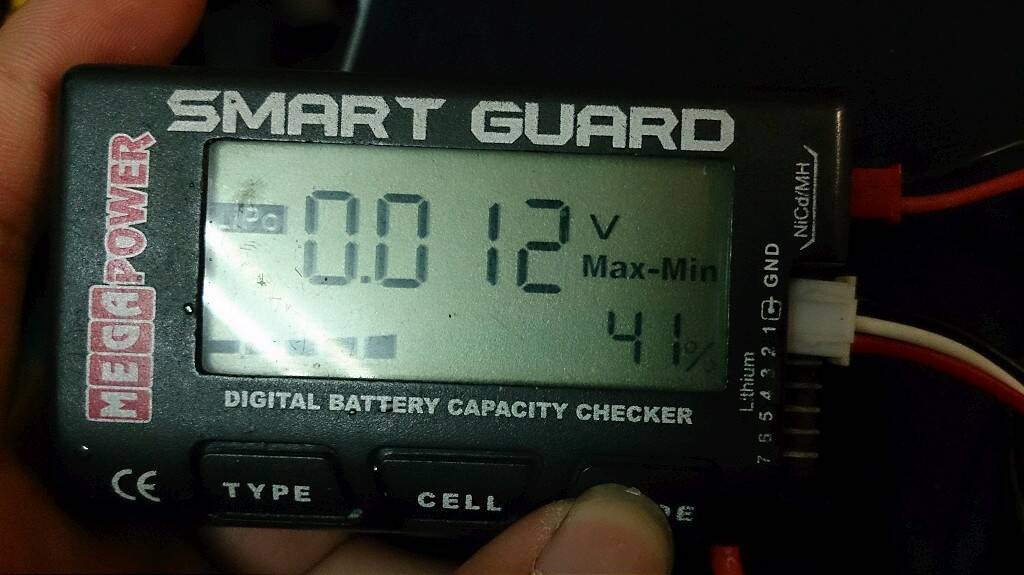 SMART GUARD
MEGA POWER
LiPo
0.012 V
Max-Min
41%
NiCd/MH
GND
Lithium
7 6 5 4 3 2 1
DIGITAL BATTERY CAPACITY CHECKER
CE
TYPE
CELL